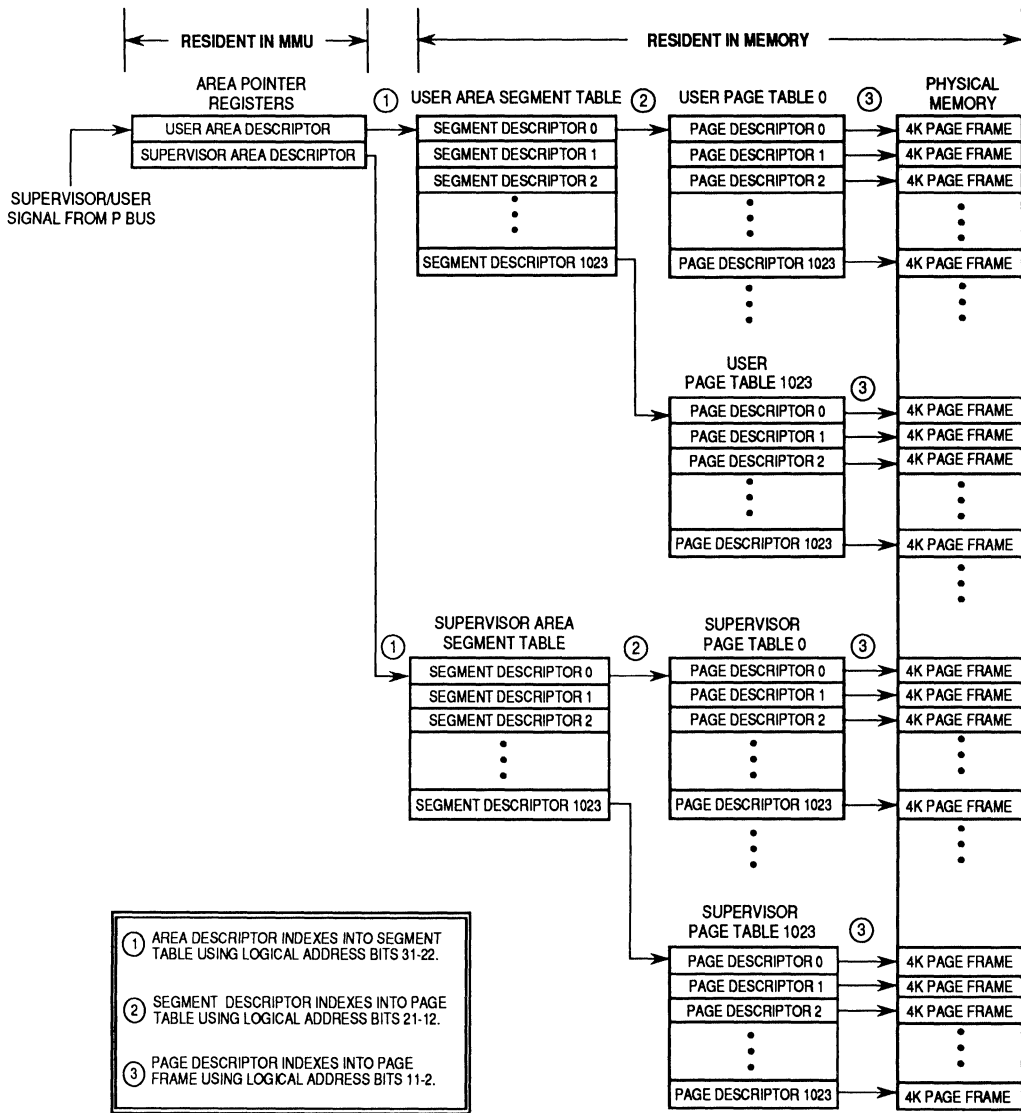 RESIDENT IN MMU
RESIDENT IN MEMORY
AREA POINTER
REGISTERS
① USER AREA SEGMENT TABLE
② USER PAGE TABLE 0
③ PHYSICAL
MEMORY
USER AREA DESCRIPTOR
SUPERVISOR AREA DESCRIPTOR
SUPERVISOR/USER
SIGNAL FROM P BUS
SEGMENT DESCRIPTOR 0
SEGMENT DESCRIPTOR 1
SEGMENT DESCRIPTOR 2
SEGMENT DESCRIPTOR 1023
PAGE DESCRIPTOR 0
PAGE DESCRIPTOR 1
PAGE DESCRIPTOR 2
PAGE DESCRIPTOR 1023
4K PAGE FRAME
4K PAGE FRAME
4K PAGE FRAME
4K PAGE FRAME
USER
PAGE TABLE 1023
③
PAGE DESCRIPTOR 0
PAGE DESCRIPTOR 1
PAGE DESCRIPTOR 2
PAGE DESCRIPTOR 1023
4K PAGE FRAME
4K PAGE FRAME
4K PAGE FRAME
4K PAGE FRAME
①
SUPERVISOR AREA
SEGMENT TABLE
②
SUPERVISOR
PAGE TABLE 0
③
SEGMENT DESCRIPTOR 0
SEGMENT DESCRIPTOR 1
SEGMENT DESCRIPTOR 2
SEGMENT DESCRIPTOR 1023
PAGE DESCRIPTOR 0
PAGE DESCRIPTOR 1
PAGE DESCRIPTOR 2
PAGE DESCRIPTOR 1023
4K PAGE FRAME
4K PAGE FRAME
4K PAGE FRAME
4K PAGE FRAME
SUPERVISOR
PAGE TABLE 1023
③
PAGE DESCRIPTOR 0
PAGE DESCRIPTOR 1
PAGE DESCRIPTOR 2
PAGE DESCRIPTOR 1023
4K PAGE FRAME
4K PAGE FRAME
4K PAGE FRAME
4K PAGE FRAME
① AREA DESCRIPTOR INDEXES INTO SEGMENT
TABLE USING LOGICAL ADDRESS BITS 31-22.
② SEGMENT DESCRIPTOR INDEXES INTO PAGE
TABLE USING LOGICAL ADDRESS BITS 21-12.
③ PAGE DESCRIPTOR INDEXES INTO PAGE
FRAME USING LOGICAL ADDRESS BITS 11-2.